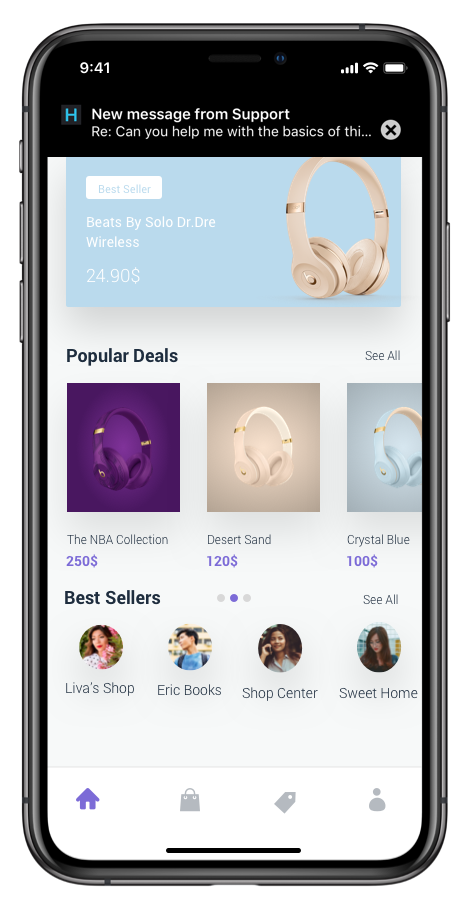 9:41
H
New message from Support
Re: Can you help me with the basics of thi...
Best Seller
Beats By Solo Dr.Dre
Wireless
24.90$
Popular Deals
See All
The NBA Collection
Desert Sand
Crystal Blue
250$
120$
100$
Best Sellers
See All
Liva's Shop
Eric Books
Shop Center
Sweet Home